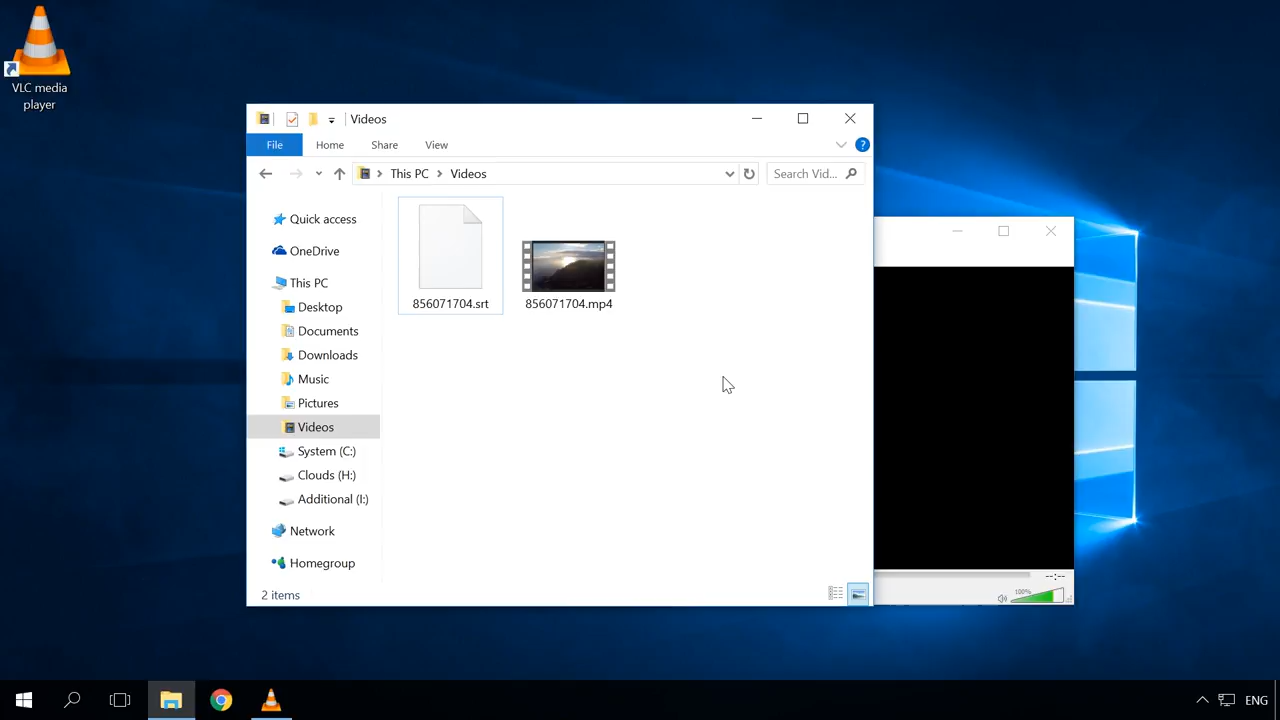 VLC media
player
Videos
File Home Share View
This PC Videos
Search Vid...
Quick access
OneDrive
This PC
Desktop
Documents
Downloads
Music
Pictures
Videos
System (C:)
Clouds (H:)
Additional (I:)
Network
Homegroup
856071704.srt
856071704.mp4
2 items
--:--
100%
ENG